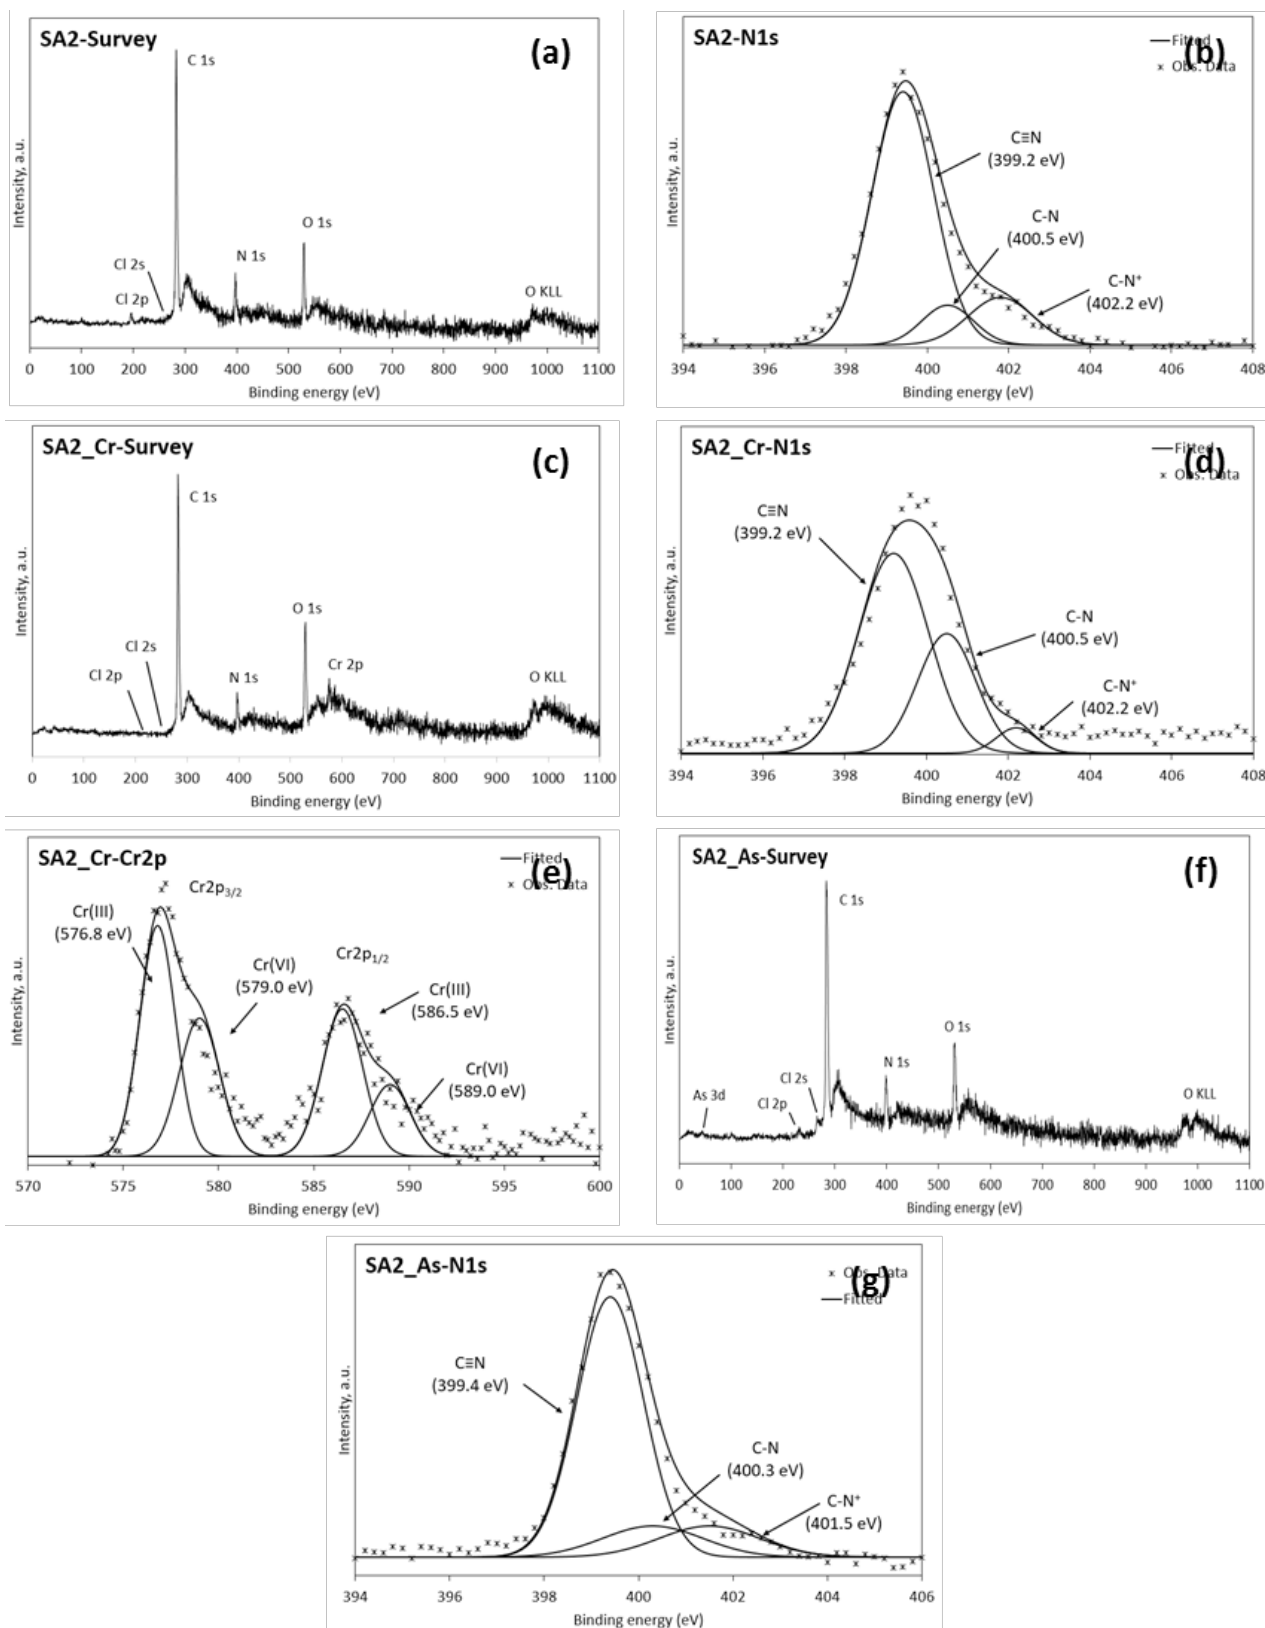 SA2-Survey
(a)
C 1s
O 1s
N 1s
Cl 2s
Cl 2p
O KLL
Intensity, a.u.
0 100 200 300 400 500 600 700 800 900 1000 1100
Binding energy (eV)
SA2-N1s
(b)
Fitted
Obs. Data
C≡N
(399.2 eV)
C-N
(400.5 eV)
C-N⁺
(402.2 eV)
Intensity, a.u.
394 396 398 400 402 404 406 408
Binding energy (eV)
SA2_Cr-Survey
(c)
C 1s
O 1s
Cl 2s
Cr 2p
Cl 2p
N 1s
O KLL
Intensity, a.u.
0 100 200 300 400 500 600 700 800 900 1000 1100
Binding energy (eV)
SA2_Cr-N1s
(d)
Fitted
Obs. Data
C≡N
(399.2 eV)
C-N
(400.5 eV)
C-N⁺
(402.2 eV)
Intensity, a.u.
394 396 398 400 402 404 406 408
Binding energy (eV)
SA2_Cr-Cr2p
(e)
Fitted
Obs. Data
Cr2p₃/₂
Cr(III)
(576.8 eV)
Cr2p₁/₂
Cr(VI)
(579.0 eV)
Cr(III)
(586.5 eV)
Cr(VI)
(589.0 eV)
Intensity, a.u.
570 575 580 585 590 595 600
Binding energy (eV)
SA2_As-Survey
(f)
C 1s
O 1s
N 1s
Cl 2s
As 3d
Cl 2p
O KLL
Intensity, a.u.
0 100 200 300 400 500 600 700 800 900 1000 1100
Binding energy (eV)
SA2_As-N1s
(g)
Obs. Data
Fitted
C≡N
(399.4 eV)
C-N
(400.3 eV)
C-N⁺
(401.5 eV)
Intensity, a.u.
394 396 398 400 402 404 406
Binding energy (eV)